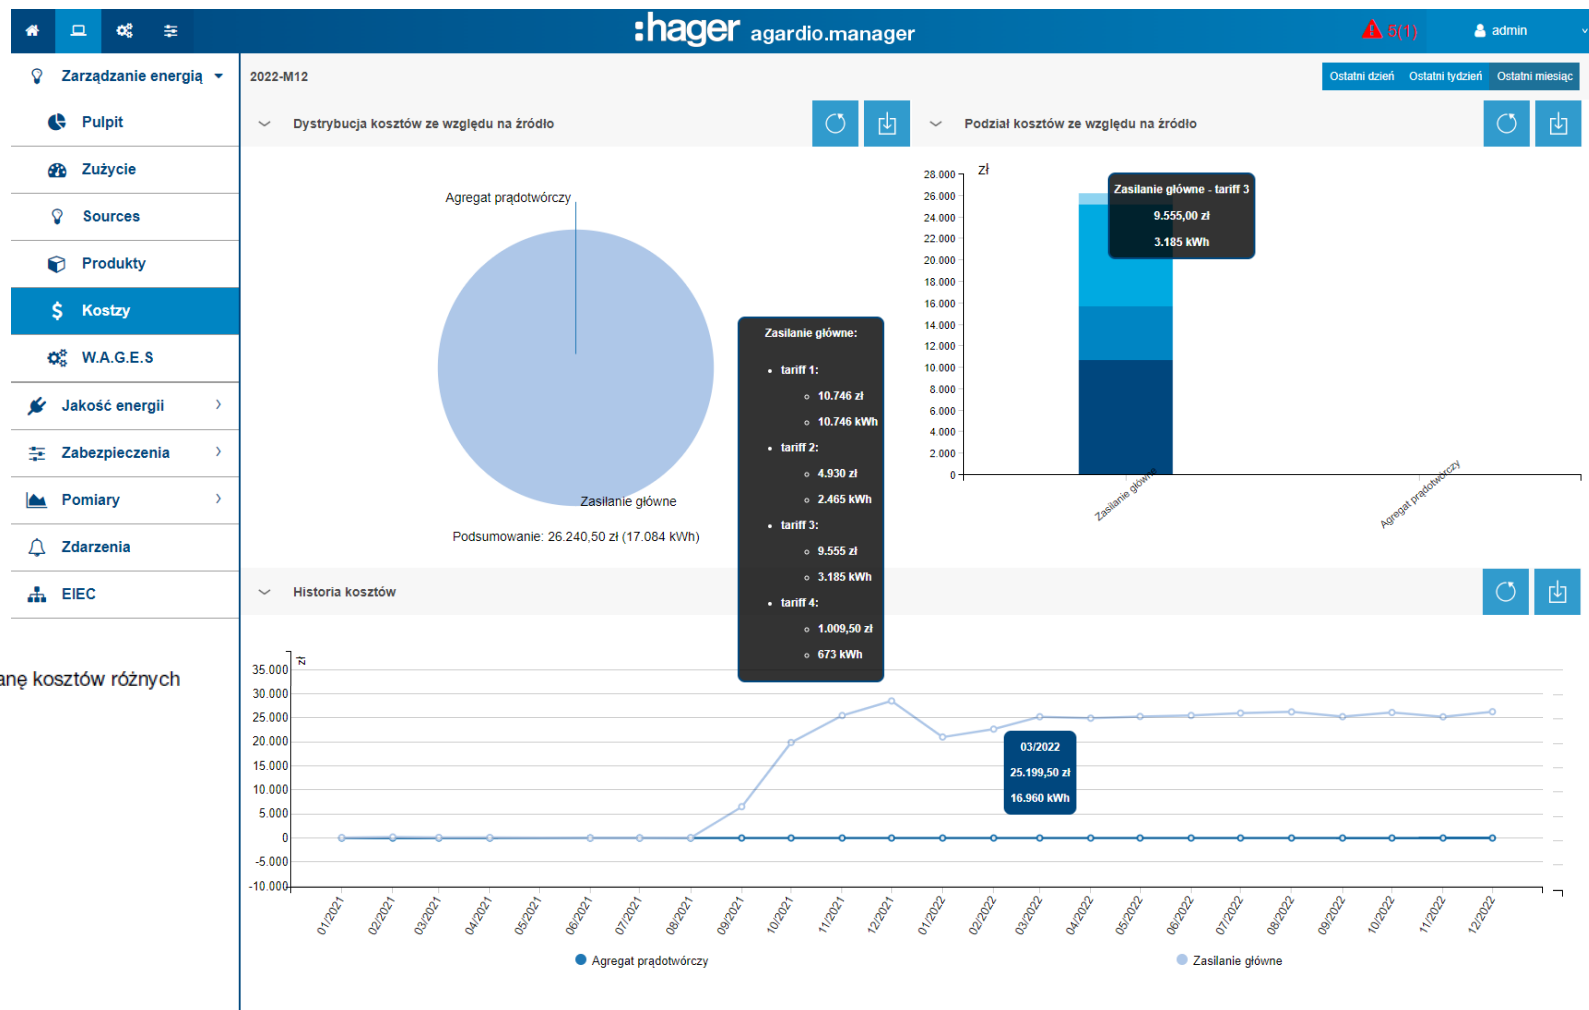 :hager agardio.manager
5(1)
admin
Zarządzanie energią
Pulpit
Zużycie
Sources
Produkty
Kostzy
W.A.G.E.S
Jakość energii
Zabezpieczenia
Pomiary
Zdarzenia
EIEC
anę kosztów różnych
2022-M12
Ostatni dzień
Ostatni tydzień
Ostatni miesiąc
Dystrybucja kosztów ze względu na źródło
Agregat prądotwórczy
Zasilanie główne
Podsumowanie: 26.240,50 zł (17.084 kWh)
Zasilanie główne:
tariff 1:
10.746 zł
10.746 kWh
tariff 2:
4.930 zł
2.465 kWh
tariff 3:
9.555 zł
3.185 kWh
tariff 4:
1.009,50 zł
673 kWh
Podział kosztów ze względu na źródło
zł
28.000
26.000
24.000
22.000
20.000
18.000
16.000
14.000
12.000
10.000
8.000
6.000
4.000
2.000
0
Zasilanie główne - tariff 3
9.555,00 zł
3.185 kWh
Zasilanie główne
Agregat prądotwórczy
Historia kosztów
zł
35.000
30.000
25.000
20.000
15.000
10.000
5.000
0
-5.000
-10.000
03/2022
25.199,50 zł
16.960 kWh
01/2021
02/2021
03/2021
04/2021
05/2021
06/2021
07/2021
08/2021
09/2021
10/2021
11/2021
12/2021
01/2022
02/2022
03/2022
04/2022
05/2022
06/2022
07/2022
08/2022
09/2022
10/2022
11/2022
12/2022
Agregat prądotwórczy
Zasilanie główne